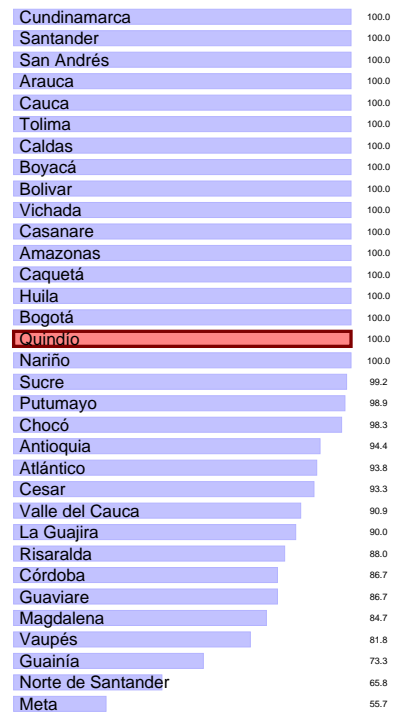 Cundinamarca 100.0
Santander 100.0
San Andrés 100.0
Arauca 100.0
Cauca 100.0
Tolima 100.0
Caldas 100.0
Boyacá 100.0
Bolivar 100.0
Vichada 100.0
Casanare 100.0
Amazonas 100.0
Caquetá 100.0
Huila 100.0
Bogotá 100.0
Quindío 100.0
Nariño 100.0
Sucre 99.2
Putumayo 98.9
Chocó 98.3
Antioquia 94.4
Atlántico 93.8
Cesar 93.3
Valle del Cauca 90.9
La Guajira 90.0
Risaralda 88.0
Córdoba 86.7
Guaviare 86.7
Magdalena 84.7
Vaupés 81.8
Guainía 73.3
Norte de Santander 65.8
Meta 55.7